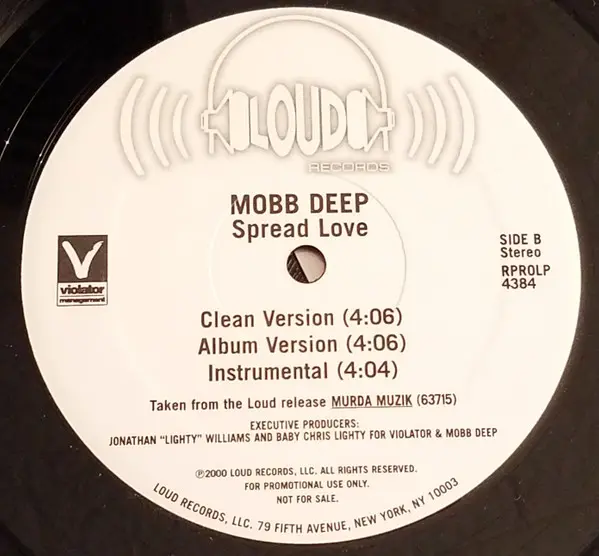 LOUD
RECORDS
MOBB DEEP
Spread Love
V
violator
management
SIDE B
Stereo
RPROLP
4384
Clean Version (4:06)
Album Version (4:06)
Instrumental (4:04)
Taken from the Loud release MURDA MUZIK (63715)
EXECUTIVE PRODUCERS:
JONATHAN "LIGHTY" WILLIAMS AND BABY CHRIS LIGHTY FOR VIOLATOR & MOBB DEEP
℗2000 LOUD RECORDS, LLC. ALL RIGHTS RESERVED.
FOR PROMOTIONAL USE ONLY.
NOT FOR SALE.
LOUD RECORDS, LLC. 79 FIFTH AVENUE, NEW YORK, NY 10003